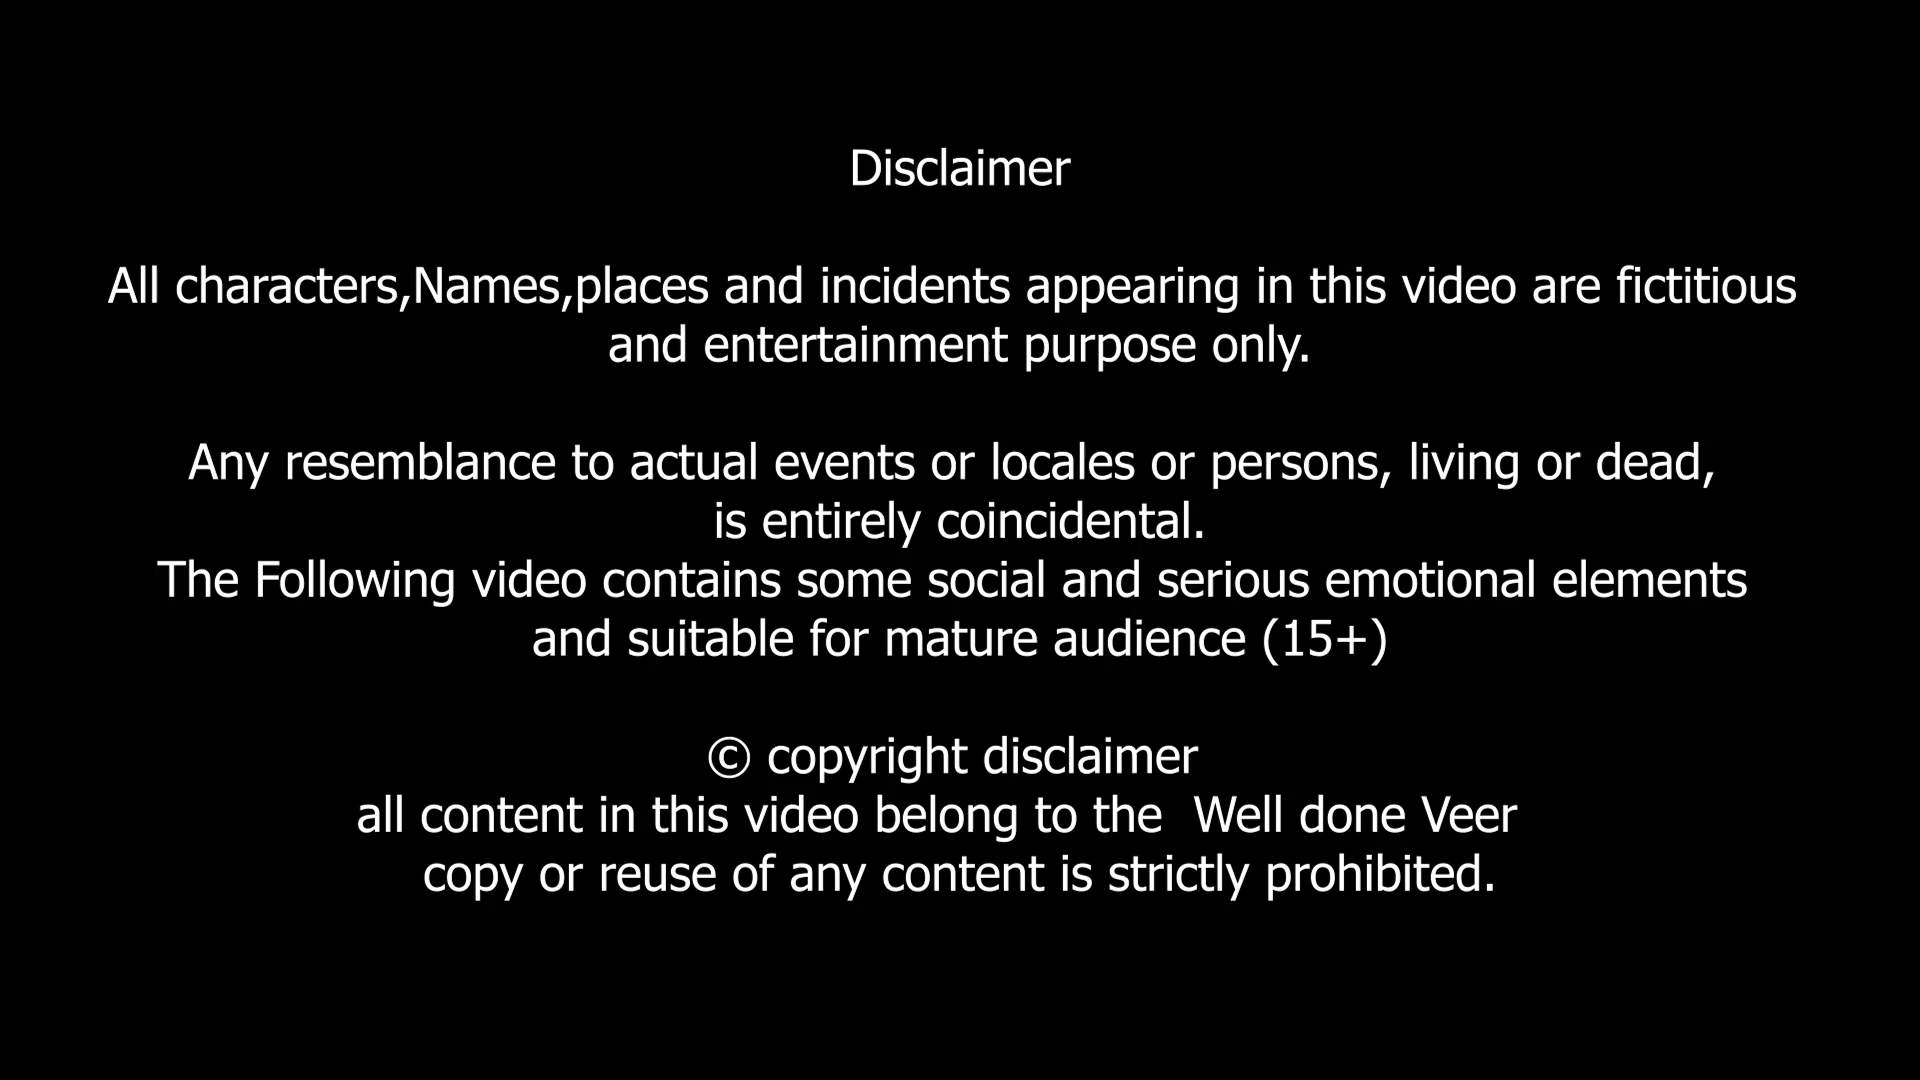 Disclaimer
All characters,Names,places and incidents appearing in this video are fictitious
and entertainment purpose only.
Any resemblance to actual events or locales or persons, living or dead,
is entirely coincidental.
The Following video contains some social and serious emotional elements
and suitable for mature audience (15+)
© copyright disclaimer
all content in this video belong to the  Well done Veer
copy or reuse of any content is strictly prohibited.